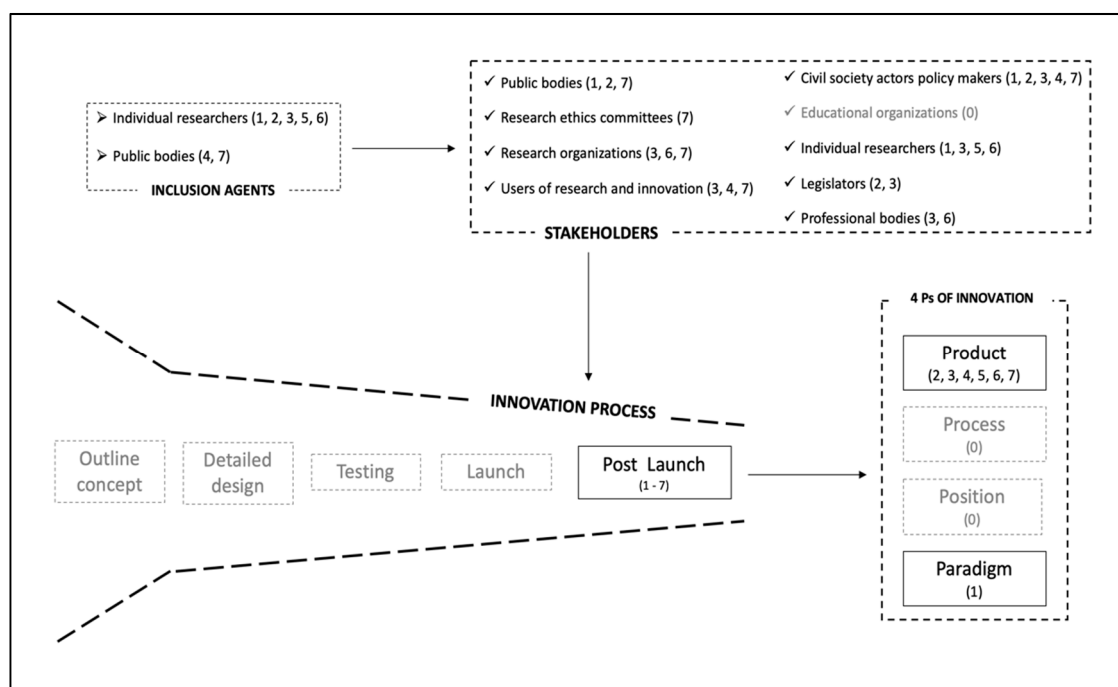 ➢ Individual researchers (1, 2, 3, 5, 6)
➢ Public bodies (4, 7)
INCLUSION AGENTS
✓ Public bodies (1, 2, 7)
✓ Research ethics committees (7)
✓ Research organizations (3, 6, 7)
✓ Users of research and innovation (3, 4, 7)
✓ Civil society actors policy makers (1, 2, 3, 4, 7)
✓ Educational organizations (0)
✓ Individual researchers (1, 3, 5, 6)
✓ Legislators (2, 3)
✓ Professional bodies (3, 6)
STAKEHOLDERS
INNOVATION PROCESS
Outline
concept
Detailed
design
Testing
Launch
Post Launch
(1 - 7)
4 Ps OF INNOVATION
Product
(2, 3, 4, 5, 6, 7)
Process
(0)
Position
(0)
Paradigm
(1)